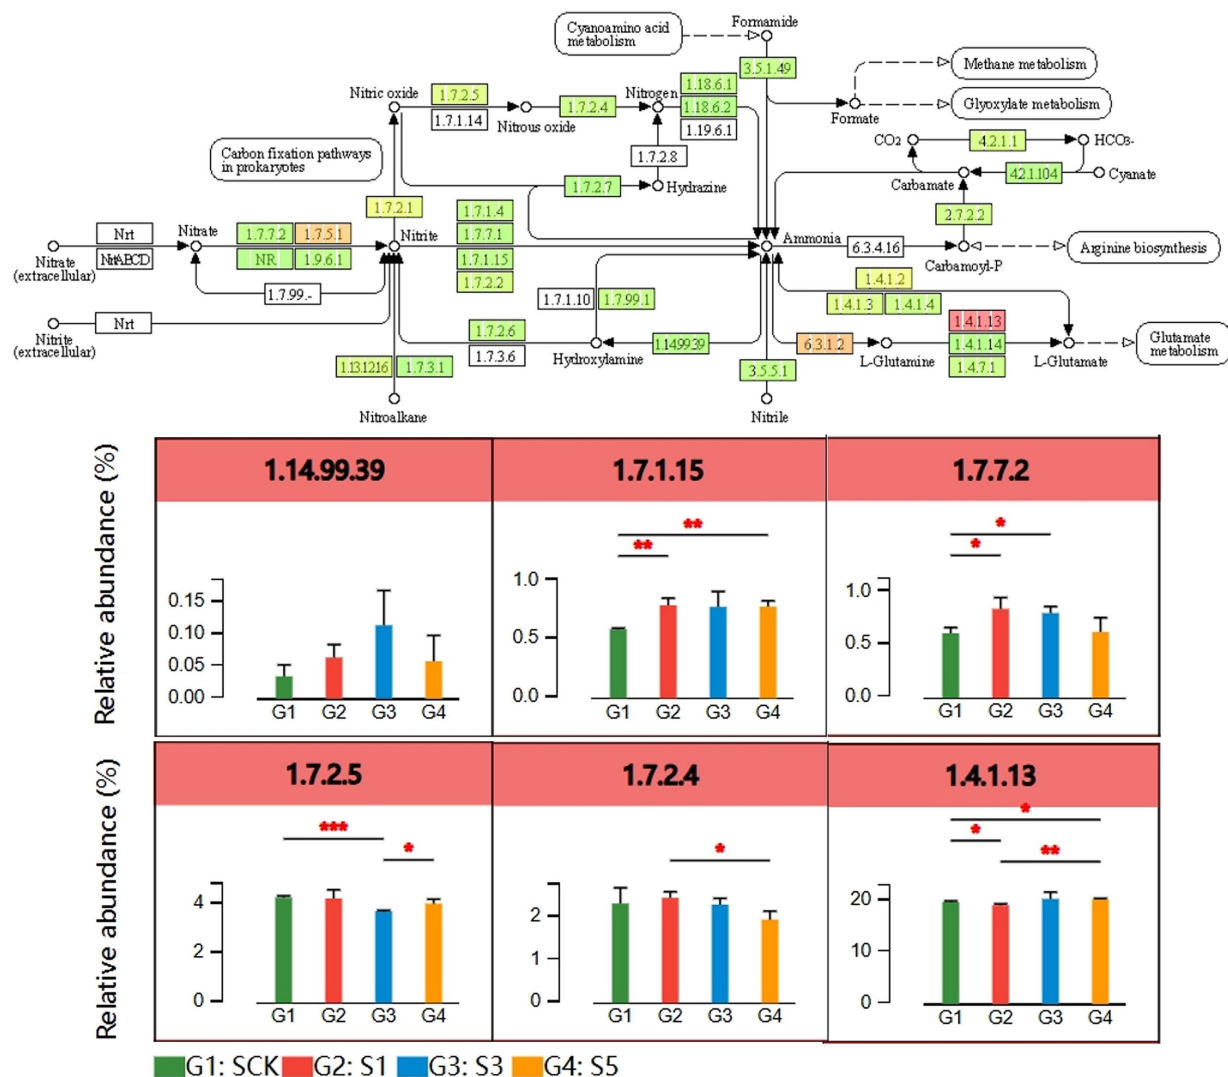 Cyanoamino acid
metabolism
Formamide
3.5.1.49
Methane metabolism
Glyoxylate metabolism
Formate
Nitric oxide
1.7.2.5
1.7.1.14
Nitrous oxide
1.7.2.4
Nitrogen
1.18.6.1
1.18.6.2
1.19.6.1
CO2
4.2.1.1
HCO3-
Carbon fixation pathways
in prokaryotes
1.7.2.8
1.7.2.7
Hydrazine
Carbamate
4.2.1.104
Cyanate
1.7.2.1
2.7.2.2
Nrt
NrtABCD
Nitrate
(extracellular)
Nitrate
1.7.7.2
1.7.5.1
NR
1.9.6.1
1.7.99.-
Nitrite
1.7.1.4
1.7.7.1
1.7.1.15
1.7.2.2
Ammonia
6.3.4.16
Carbamoyl-P
Arginine biosynthesis
Nrt
Nitrite
(extracellular)
1.7.1.10
1.7.99.1
1.4.1.2
1.4.1.3
1.4.1.4
1.7.2.6
1.7.3.6
Hydroxylamine
1.14.99.39
6.3.1.2
L-Glutamine
1.4.1.13
1.4.1.14
1.4.7.1
L-Glutamate
Glutamate
metabolism
1.13.12.16
1.7.3.1
3.5.5.1
Nitroalkane
Nitrile
Relative abundance (%)
1.14.99.39
0.15
0.10
0.05
0.00
G1 G2 G3 G4
1.7.1.15
**
**
1.0
0.5
0.0
G1 G2 G3 G4
1.7.7.2
*
*
1.0
0.5
0.0
G1 G2 G3 G4
Relative abundance (%)
1.7.2.5
***
*
4
2
0
G1 G2 G3 G4
1.7.2.4
*
2
1
0
G1 G2 G3 G4
1.4.1.13
*
*
**
20
10
0
G1 G2 G3 G4
G1: SCK G2: S1 G3: S3 G4: S5